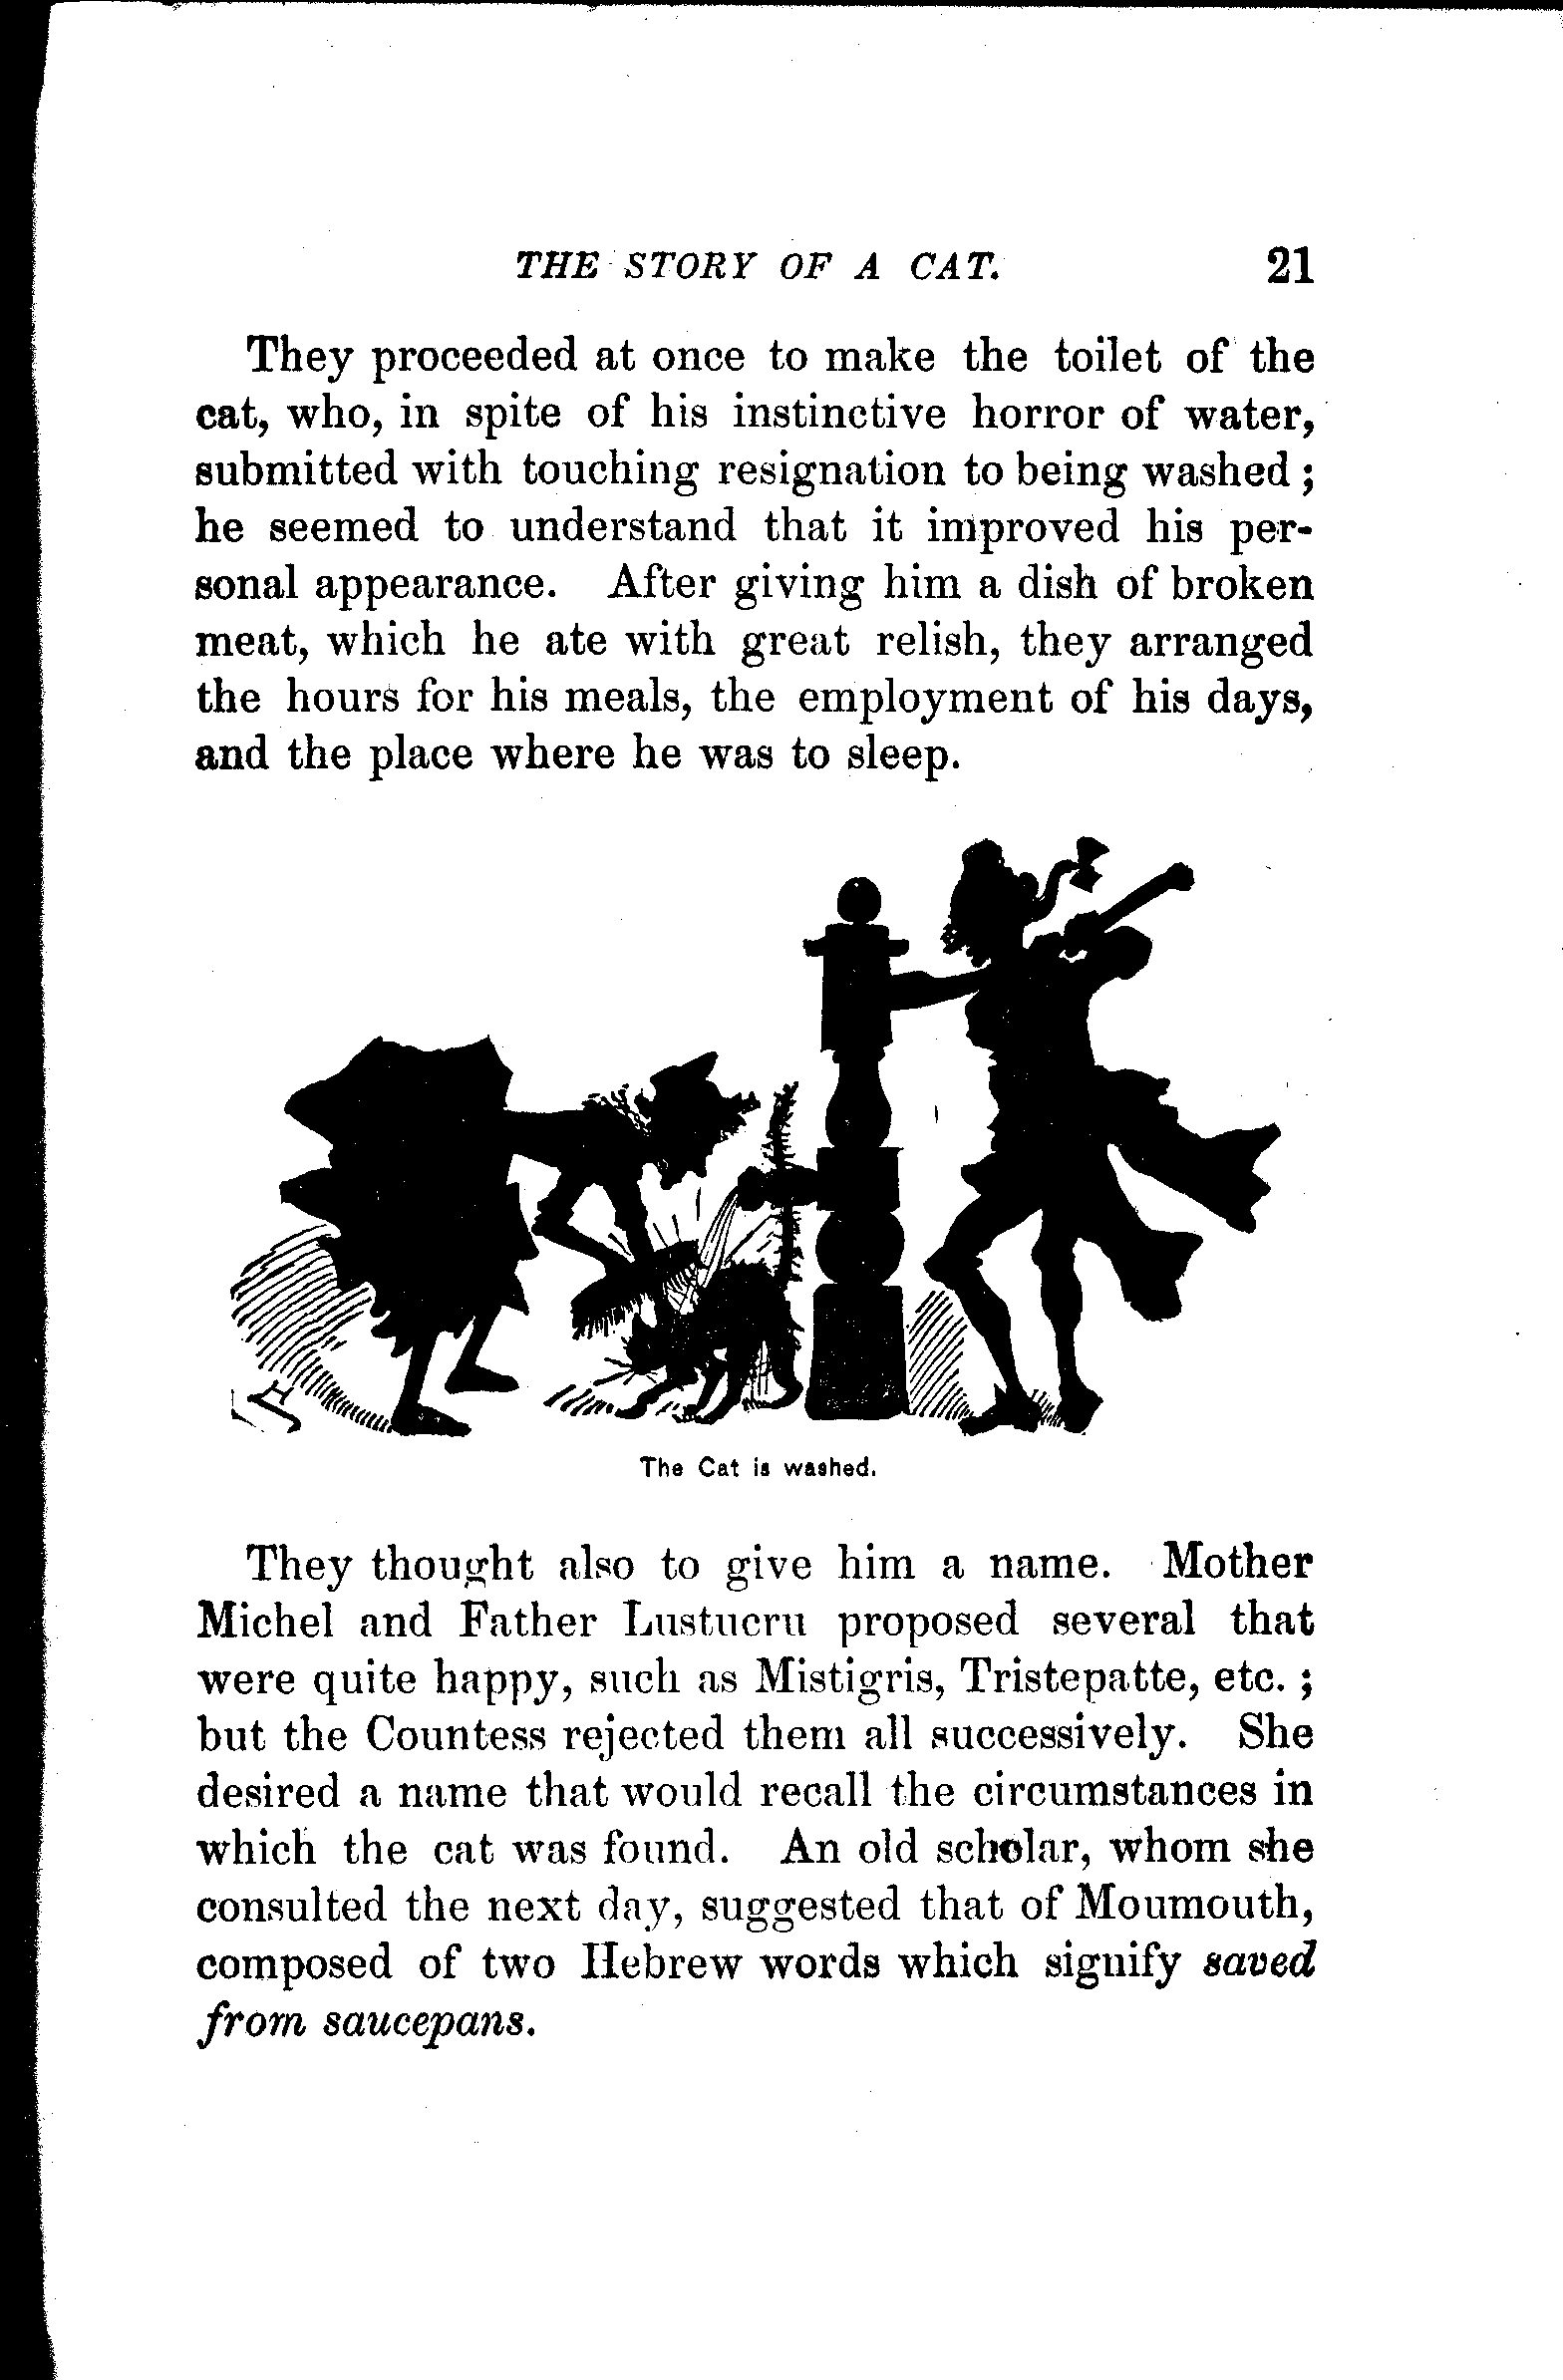 THE STORY OF A CAT. 21
They proceeded at once to make the toilet of the
cat, who, in spite of his instinctive horror of water,
submitted with touching resignation to being washed ;
he seemed to understand that it improved his per-
sonal appearance. After giving him a dish of broken
meat, which he ate with great relish, they arranged
the hours for his meals, the employment of his days,
and the place where he was to sleep.
The Cat is washed.
They thought also to give him a name. Mother
Michel and Father Lustucru proposed several that
were quite happy, such as Mistigris, Tristepatte, etc. ;
but the Countess rejected them all successively. She
desired a name that would recall the circumstances in
which the cat was found. An old scholar, whom she
consulted the next day, suggested that of Moumouth,
composed of two Hebrew words which signify saved
from saucepans.